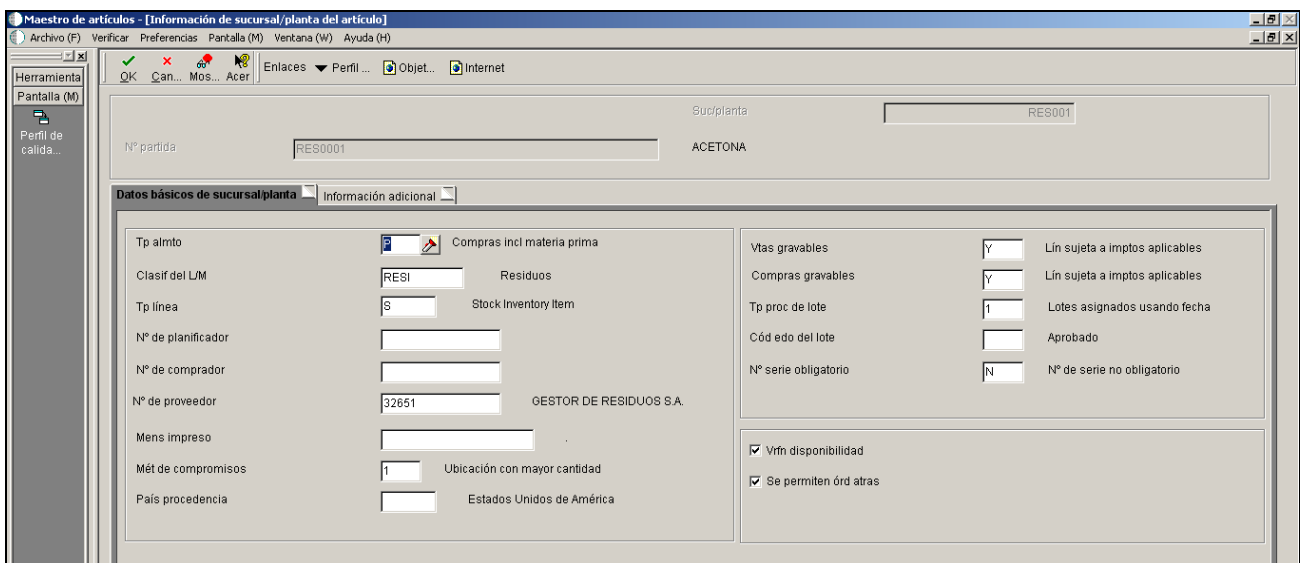 Maestro de artículos - [Información de sucursal/planta del artículo]
Archivo (F) Verificar Preferencias Pantalla (M) Ventana (W) Ayuda (H)
Herramienta
Pantalla (M)
Perfil de
calida...
OK Can... Mos... Acer Enlaces Perfil ... Objet... Internet
Suc/planta RES001
Nº partida RES0001 ACETONA
Datos básicos de sucursal/planta Información adicional
Tp almto P Compras incl materia prima
Clasif del L/M RESI Residuos
Tp línea S Stock Inventory Item
Nº de planificador
Nº de comprador
Nº de proveedor 32651 GESTOR DE RESIDUOS S.A.
Mens impreso .
Mét de compromisos 1 Ubicación con mayor cantidad
País procedencia Estados Unidos de América
Vtas gravables Y Lín sujeta a imptos aplicables
Compras gravables Y Lín sujeta a imptos aplicables
Tp proc de lote 1 Lotes asignados usando fecha
Cód edo del lote Aprobado
Nº serie obligatorio N Nº de serie no obligatorio
Vrfn disponibilidad
Se permiten órd atras